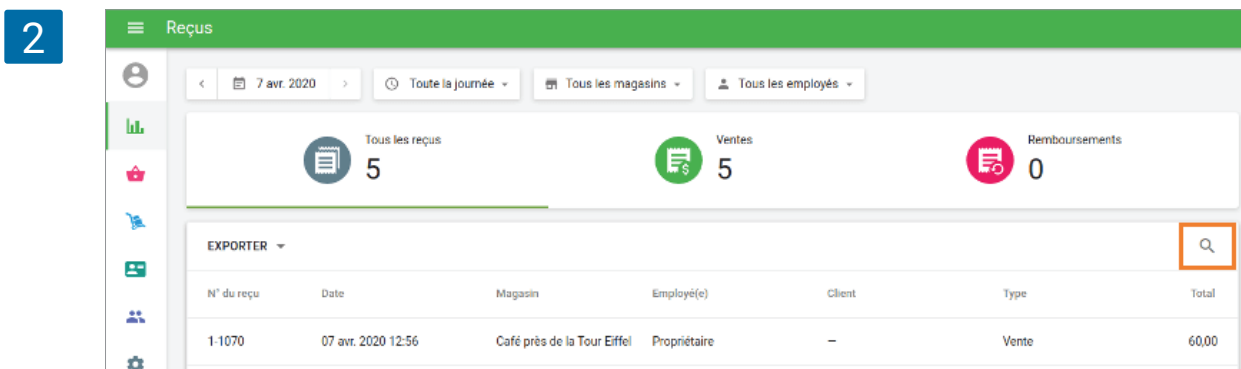 2
Reçus
7 avr. 2020
Toute la journée
Tous les magasins
Tous les employés
Tous les reçus
5
Ventes
5
Remboursements
0
EXPORTER
N° du reçu Date Magasin Employé(e) Client Type Total
1-1070 07 avr. 2020 12:56 Café près de la Tour Eiffel Propriétaire — Vente 60,00